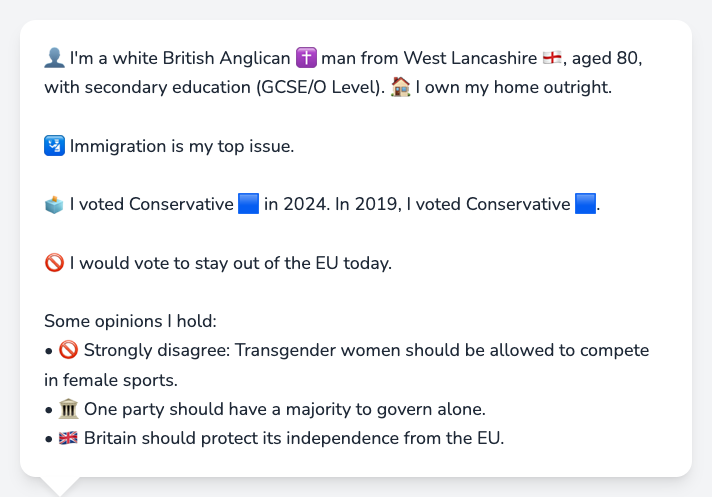 👤 I'm a white British Anglican ✝️ man from West Lancashire 🏴󠁧󠁢󠁥󠁮󠁧󠁿, aged 80,
with secondary education (GCSE/O Level). 🏠 I own my home outright.
🛂 Immigration is my top issue.
🗳️ I voted Conservative 🟦 in 2024. In 2019, I voted Conservative 🟦.
🚫 I would vote to stay out of the EU today.
Some opinions I hold:
• 🚫 Strongly disagree: Transgender women should be allowed to compete
in female sports.
• 🏛️ One party should have a majority to govern alone.
• 🇬🇧 Britain should protect its independence from the EU.